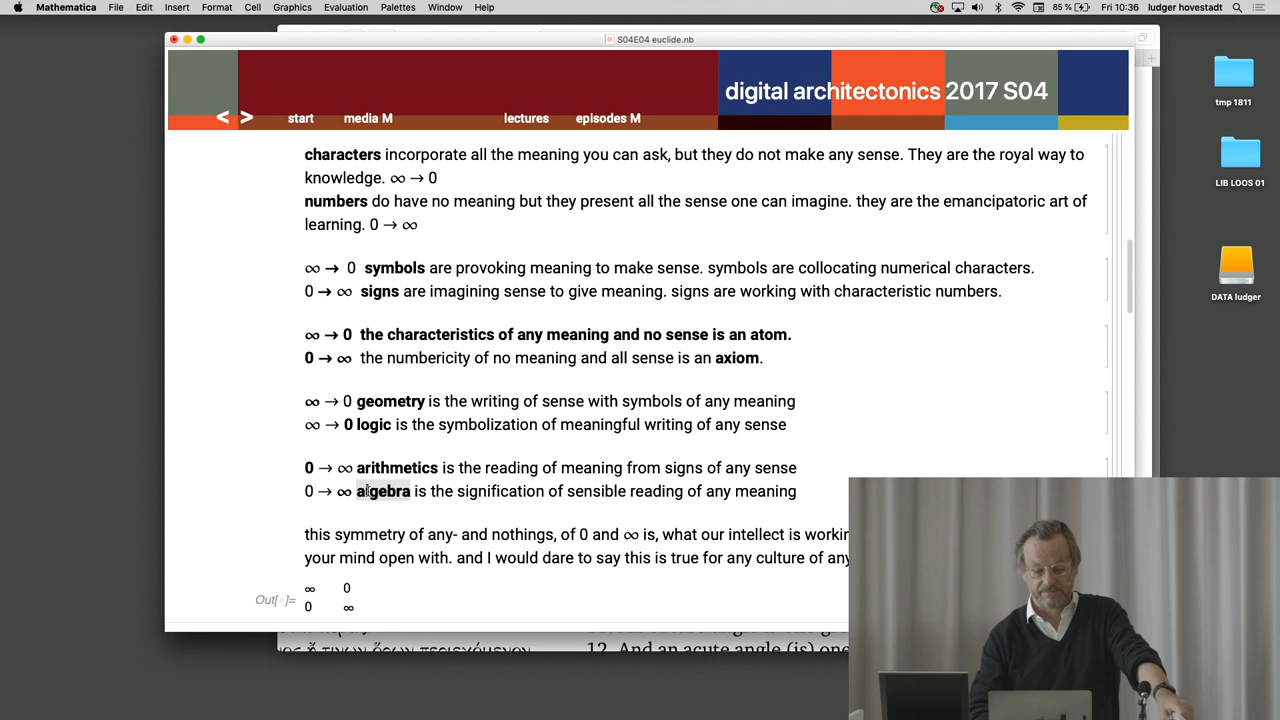 Mathematica File Edit Insert Format Cell Graphics Evaluation Palettes Window Help 85 % Fri 10:36 ludger hovestadt
S04E04 euclide.nb
digital architectonics 2017 S04
< > start media M lectures episodes M
tmp 1811
LIB LOOS 01
DATA ludger
characters incorporate all the meaning you can ask, but they do not make any sense. They are the royal way to
knowledge. ∞ → 0
numbers do have no meaning but they present all the sense one can imagine. they are the emancipatoric art of
learning. 0 → ∞
∞ → 0 symbols are provoking meaning to make sense. symbols are collocating numerical characters.
0 → ∞ signs are imagining sense to give meaning. signs are working with characteristic numbers.
∞ → 0 the characteristics of any meaning and no sense is an atom.
0 → ∞ the numbericity of no meaning and all sense is an axiom.
∞ → 0 geometry is the writing of sense with symbols of any meaning
∞ → 0 logic is the symbolization of meaningful writing of any sense
0 → ∞ arithmetics is the reading of meaning from signs of any sense
0 → ∞ algebra is the signification of sensible reading of any meaning
this symmetry of any- and nothings, of 0 and ∞ is, what our intellect is
your mind open with. and I would dare to say this is true for any culture of
∞ 0
Out[ ]=
0 ∞
12. And an acute angle (is) one